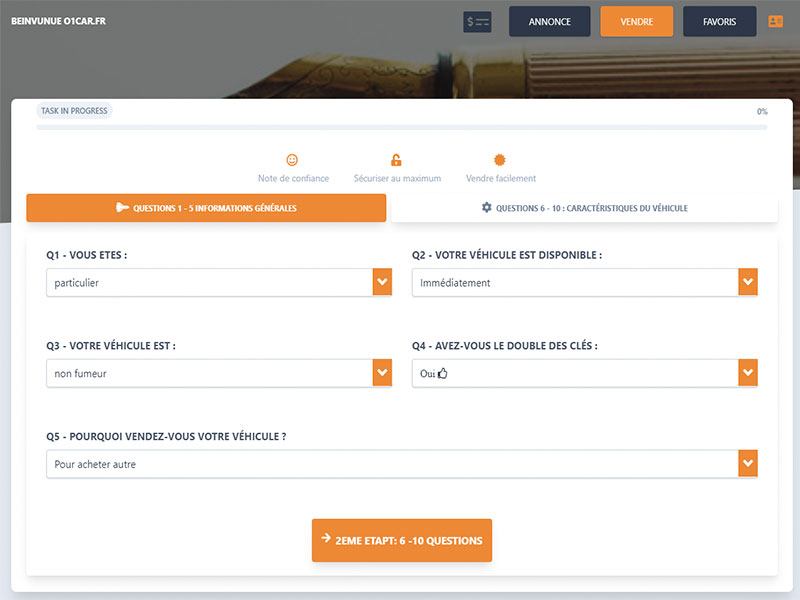 BEINVUNUE O1CAR.FR
ANNONCE
VENDRE
FAVORIS
TASK IN PROGRESS
0%
Note de confiance
Sécuriser au maximum
Vendre facilement
QUESTIONS 1 - 5 INFORMATIONS GÉNÉRALES
QUESTIONS 6 - 10 : CARACTÉRISTIQUES DU VÉHICULE
Q1 - VOUS ETES :
Q2 - VOTRE VÉHICULE EST DISPONIBLE :
particulier
Immédiatement
Q3 - VOTRE VÉHICULE EST :
Q4 - AVEZ-VOUS LE DOUBLE DES CLÉS :
non fumeur
Oui
Q5 - POURQUOI VENDEZ-VOUS VOTRE VÉHICULE ?
Pour acheter autre
2EME ETAPT: 6 -10 QUESTIONS